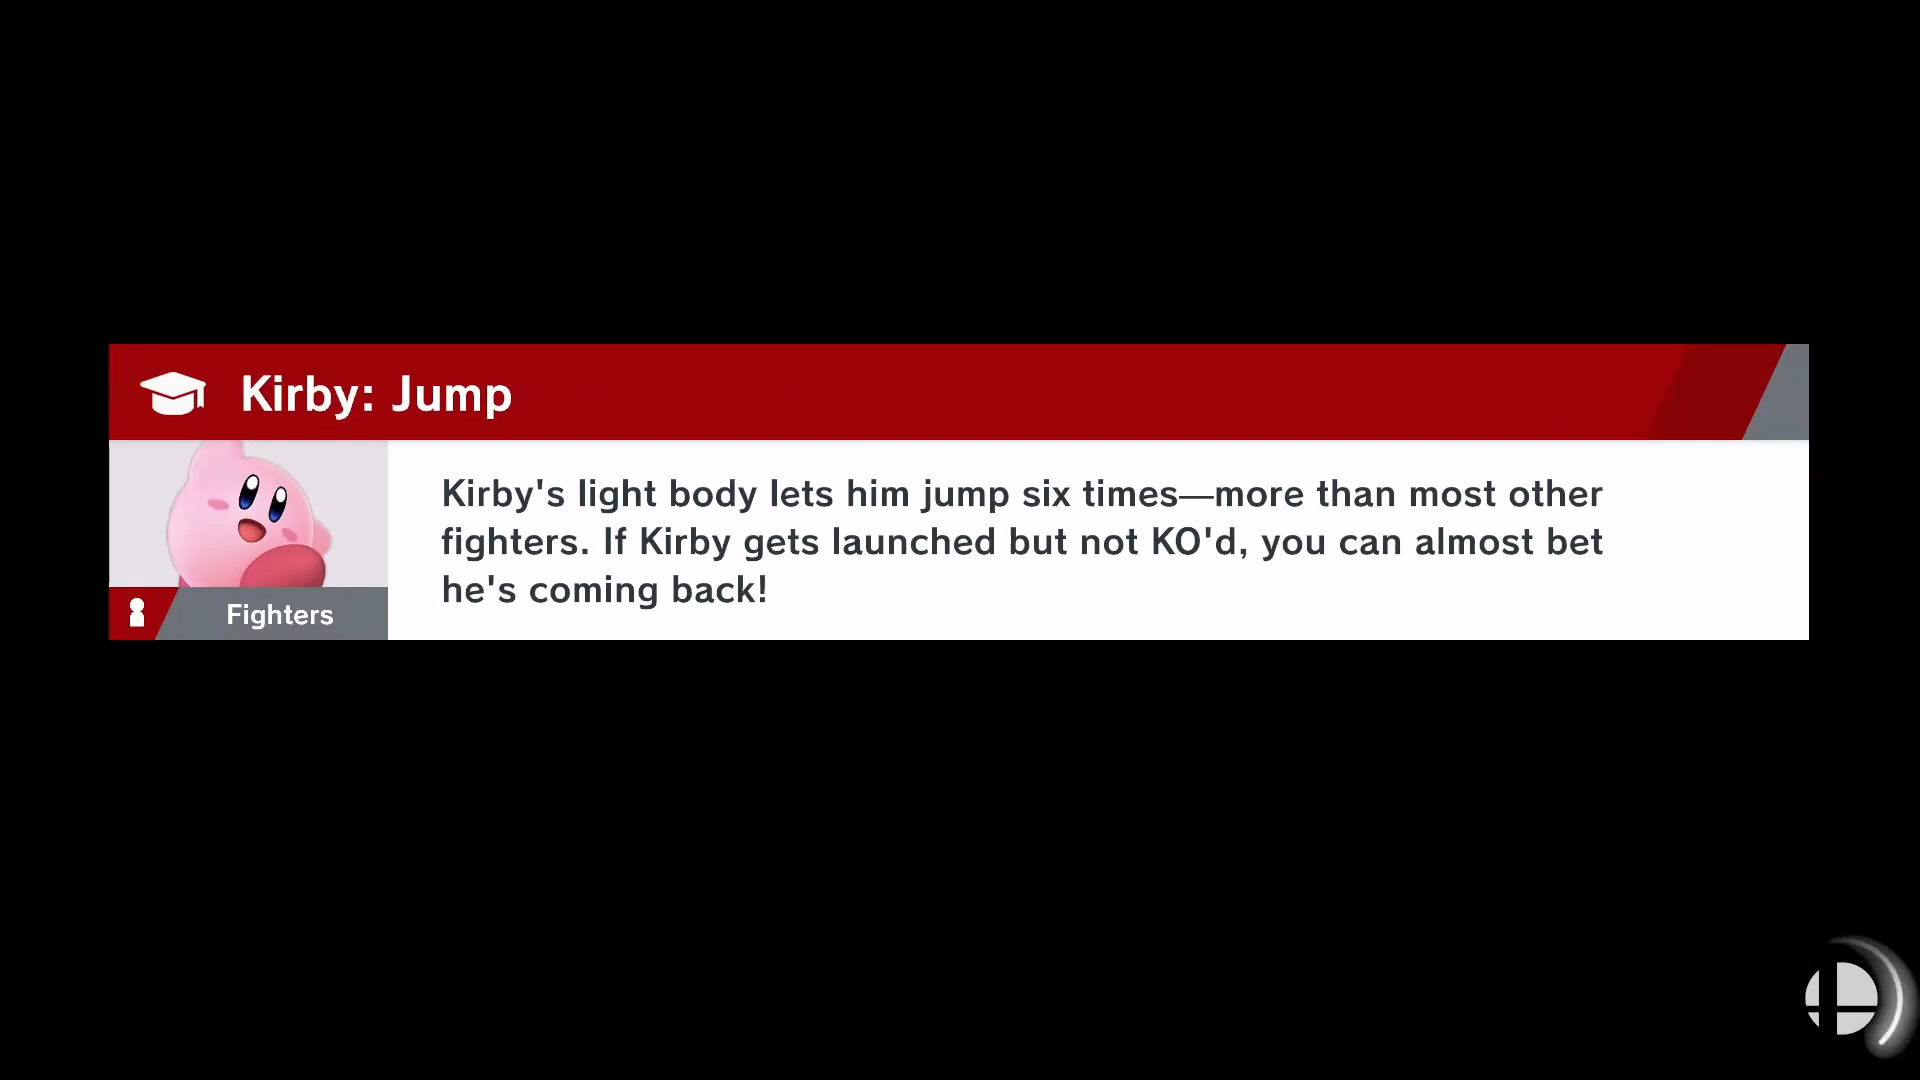 Kirby: Jump
Kirby's light body lets him jump six times—more than most other
fighters. If Kirby gets launched but not KO'd, you can almost bet
he's coming back!
Fighters